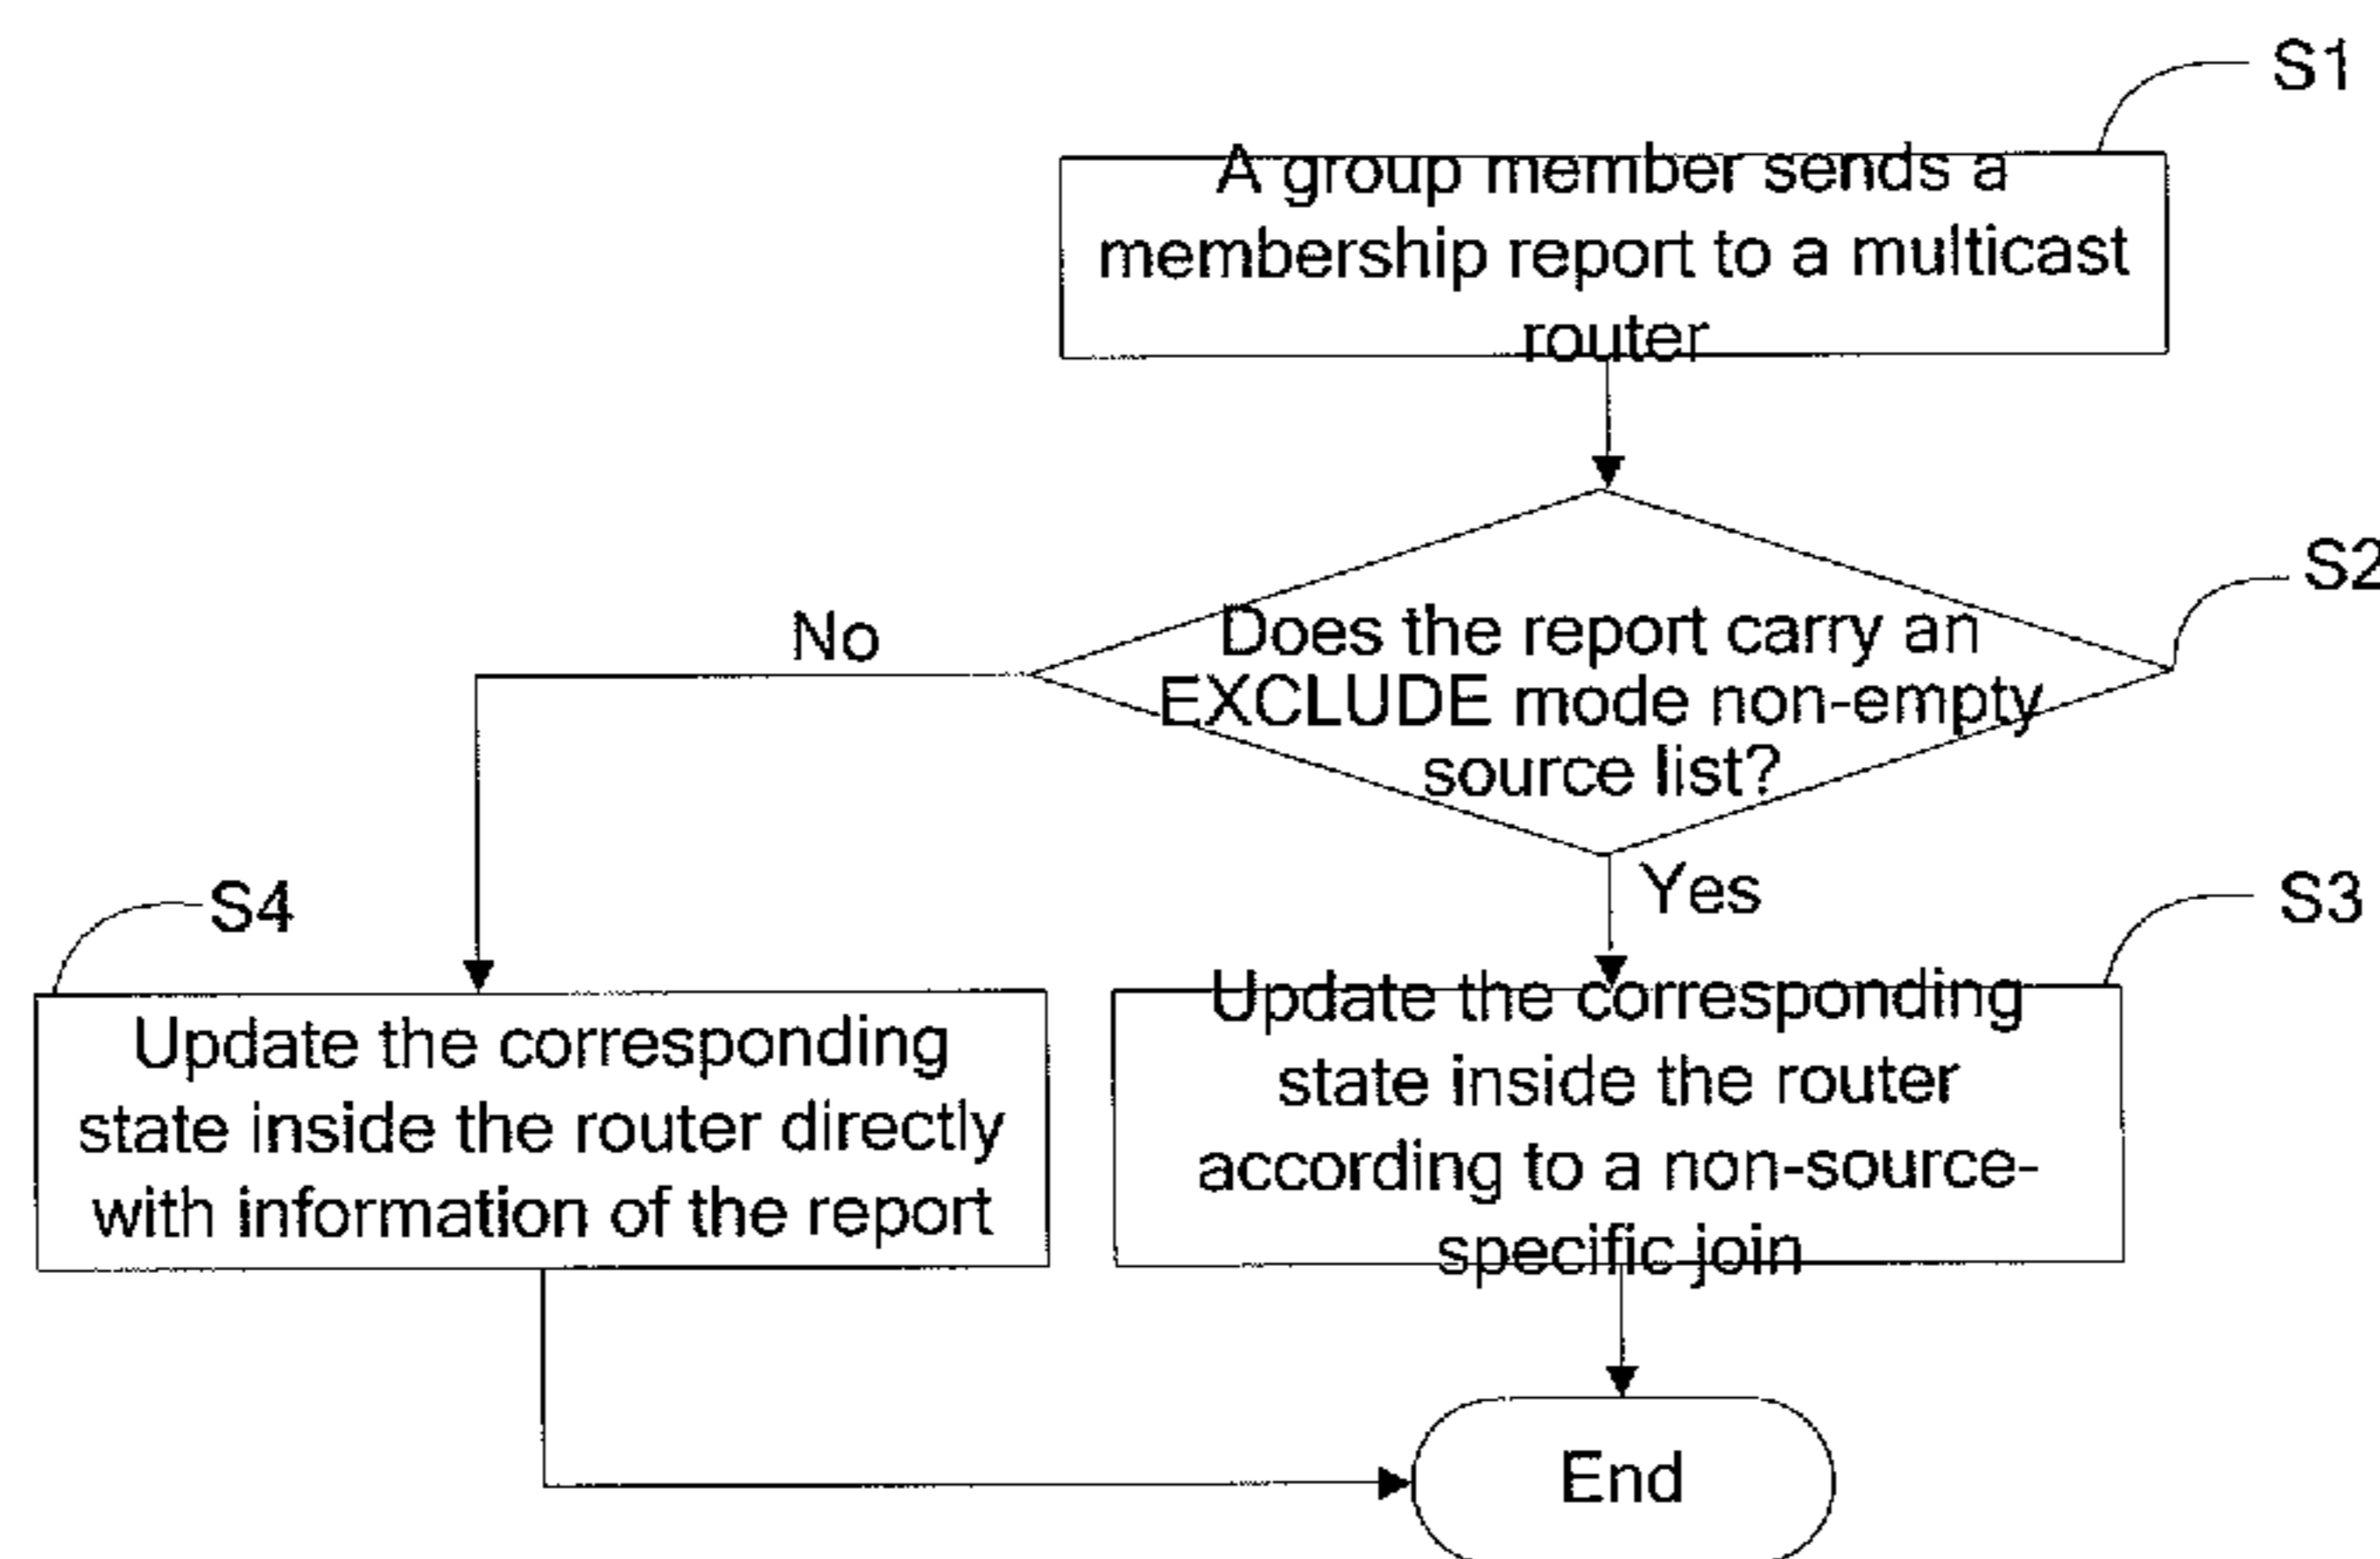 S1
A group member sends a
membership report to a multicast
router
S2
No
Does the report carry an
EXCLUDE mode non-empty
source list?
Yes
S4
S3
Update the corresponding
state inside the router directly
with information of the report
Update the corresponding
state inside the router
according to a non-source-
specific join
End